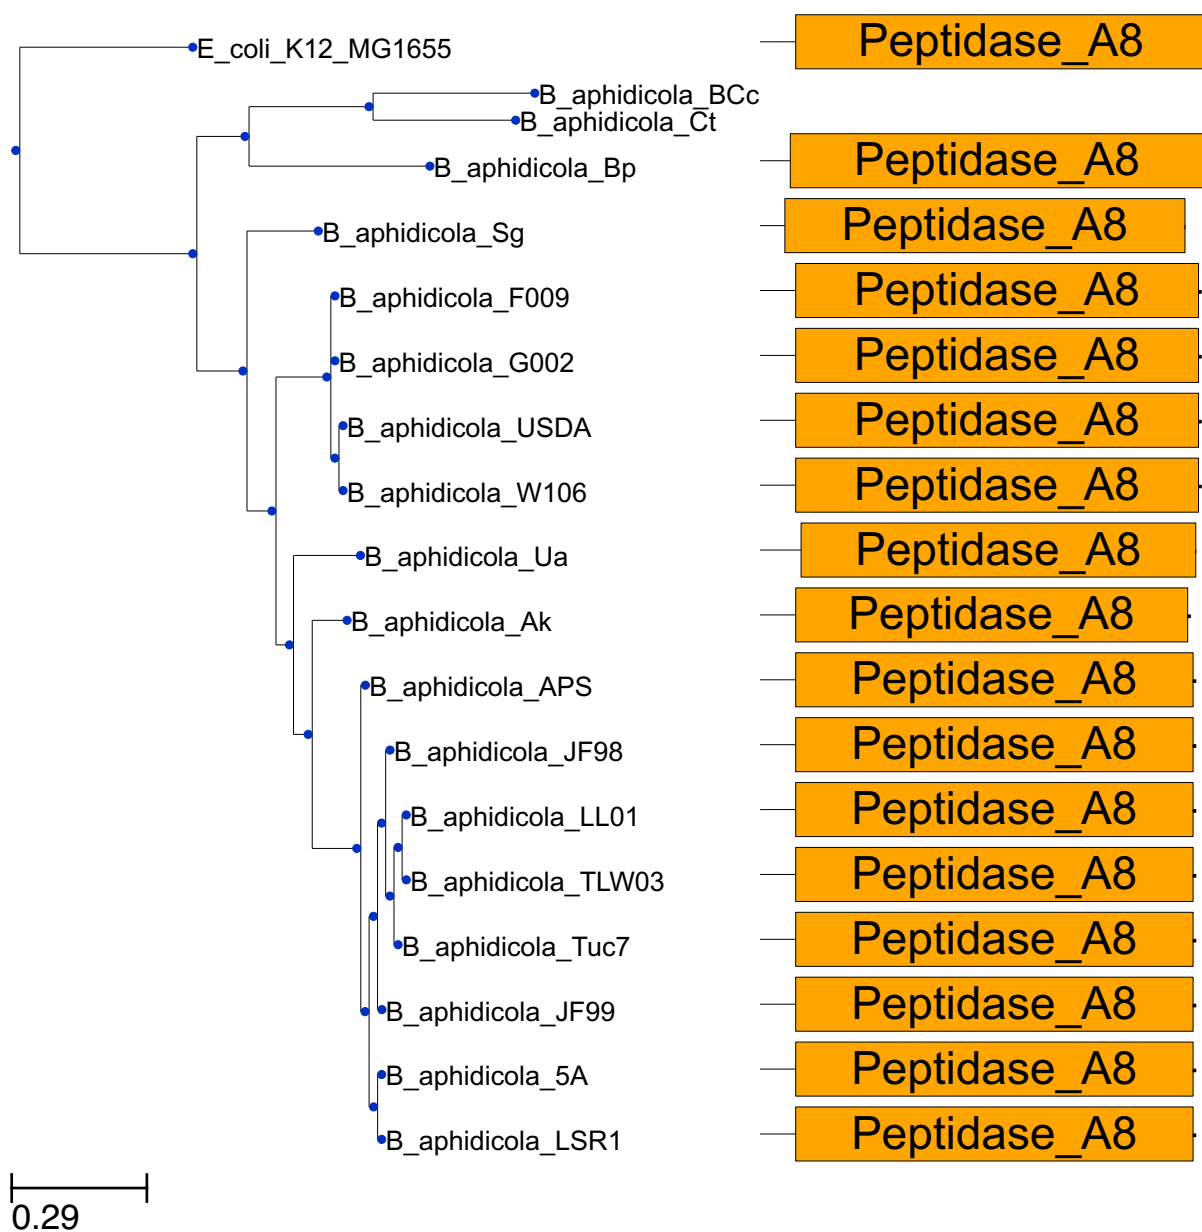 E_coli_K12_MG1655 Peptidase_A8
B_aphidicola_BCc
B_aphidicola_Ct
B_aphidicola_Bp Peptidase_A8
B_aphidicola_Sg Peptidase_A8
B_aphidicola_F009 Peptidase_A8
B_aphidicola_G002 Peptidase_A8
B_aphidicola_USDA Peptidase_A8
B_aphidicola_W106 Peptidase_A8
B_aphidicola_Ua Peptidase_A8
B_aphidicola_Ak Peptidase_A8
B_aphidicola_APS Peptidase_A8
B_aphidicola_JF98 Peptidase_A8
B_aphidicola_LL01 Peptidase_A8
B_aphidicola_TLW03 Peptidase_A8
B_aphidicola_Tuc7 Peptidase_A8
B_aphidicola_JF99 Peptidase_A8
B_aphidicola_5A Peptidase_A8
B_aphidicola_LSR1 Peptidase_A8
0.29